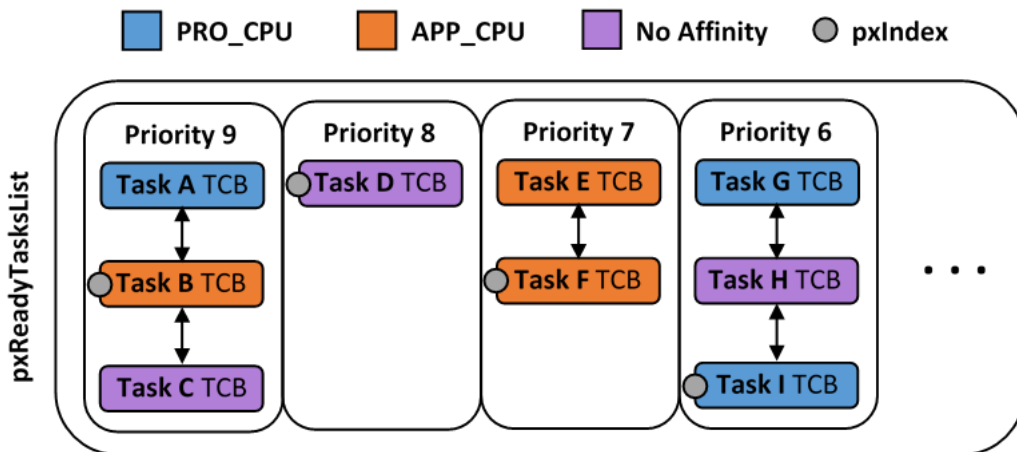 PRO_CPU
APP_CPU
No Affinity
pxIndex
pxReadyTasksList
Priority 9
Task A TCB
Task B TCB
Task C TCB
Priority 8
Task D TCB
Priority 7
Task E TCB
Task F TCB
Priority 6
Task G TCB
Task H TCB
Task I TCB
. . .